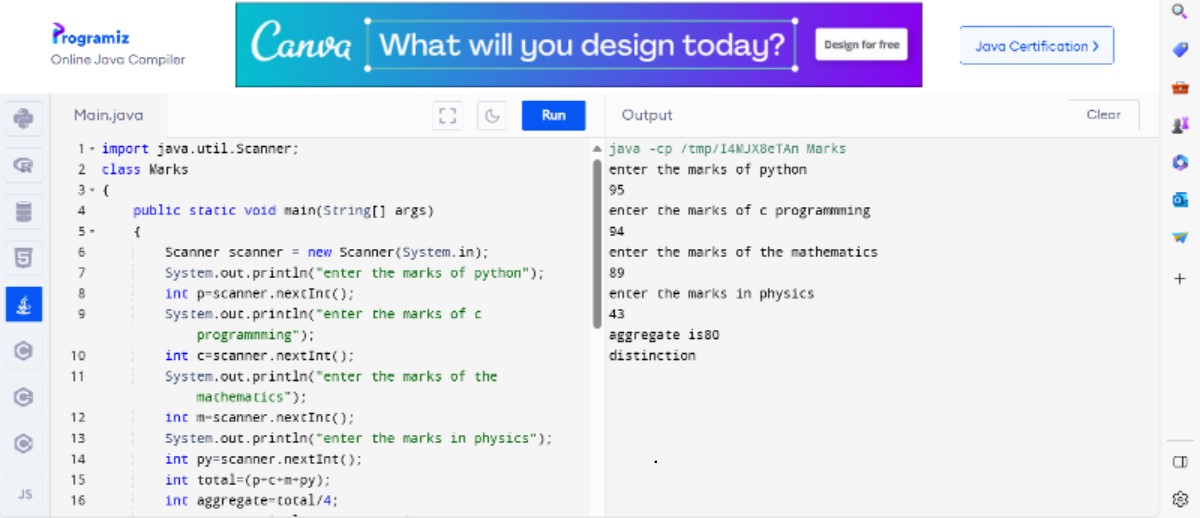 Programiz
Online Java Compiler
Canva What will you design today? Design for free
Java Certification >
Main.java
Run
Output
Clear
1 import java.util.Scanner;
2 class Marks
3 {
4 public static void main(String[] args)
5 {
6 Scanner scanner = new Scanner(System.in);
7 System.out.println("enter the marks of python");
8 int p=scanner.nextInt();
9 System.out.println("enter the marks of c
programmming");
10 int c=scanner.nextInt();
11 System.out.println("enter the marks of the
mathematics");
12 int m=scanner.nextInt();
13 System.out.println("enter the marks in physics");
14 int py=scanner.nextInt();
15 int total=(p+c+m+py);
16 int aggregate=total/4;
java -cp /tmp/I4MJX8eTAn Marks
enter the marks of python
95
enter the marks of c programmming
94
enter the marks of the mathematics
89
enter the marks in physics
43
aggregate is80
distinction
JS